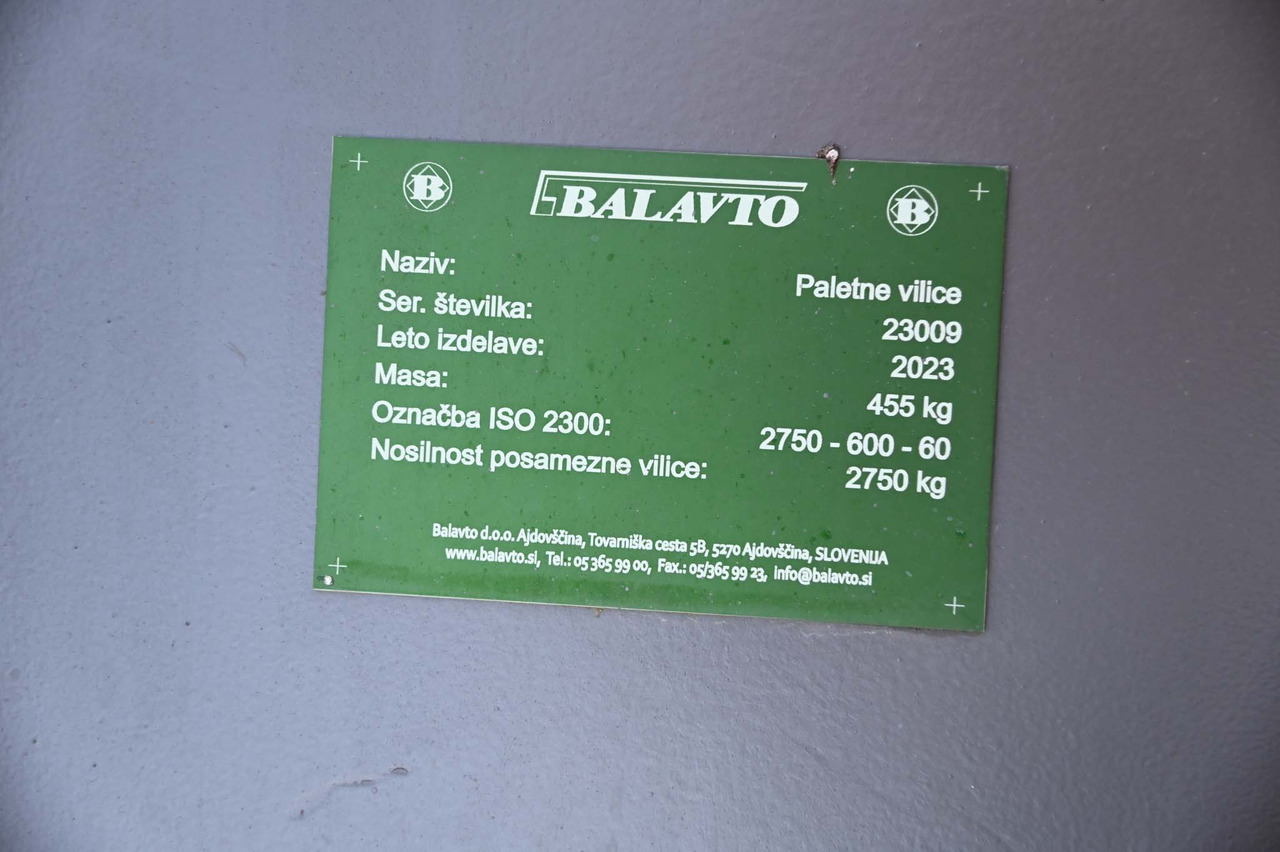 B BALAVTO B
Naziv: Paletne vilice
Ser. številka: 23009
Leto izdelave: 2023
Masa: 455 kg
Označba ISO 2300: 2750 - 600 - 60
Nosilnost posamezne vilice: 2750 kg
Balavto d.o.o. Ajdovščina, Tovarniška cesta 5B, 5270 Ajdovščina, SLOVENIJA
www.balavto.si, Tel.: 05 365 99 00, Fax.: 05/365 99 23, info@balavto.si